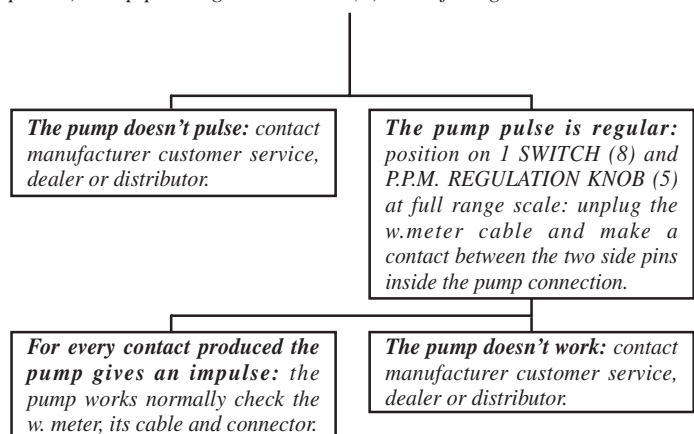 The pump doesn't pulse: contact
manufacturer customer service,
dealer or distributor.
The pump pulse is regular:
position on 1 SWITCH (8) and
P.P.M. REGULATION KNOB (5)
at full range scale: unplug the
w.meter cable and make a
contact between the two side pins
inside the pump connection.
For every contact produced the
pump gives an impulse: the
pump works normally check the
w. meter, its cable and connector.
The pump doesn't work: contact
manufacturer customer service,
dealer or distributor.